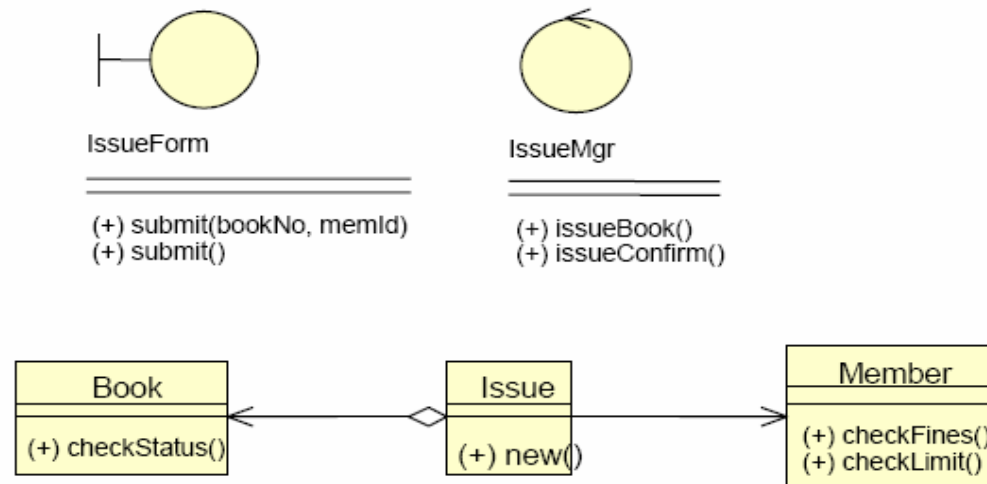 IssueForm
(+) submit(bookNo, memId)
(+) submit()
IssueMgr
(+) issueBook()
(+) issueConfirm()
Book
(+) checkStatus()
Issue
(+) new()
Member
(+) checkFines()
(+) checkLimit()